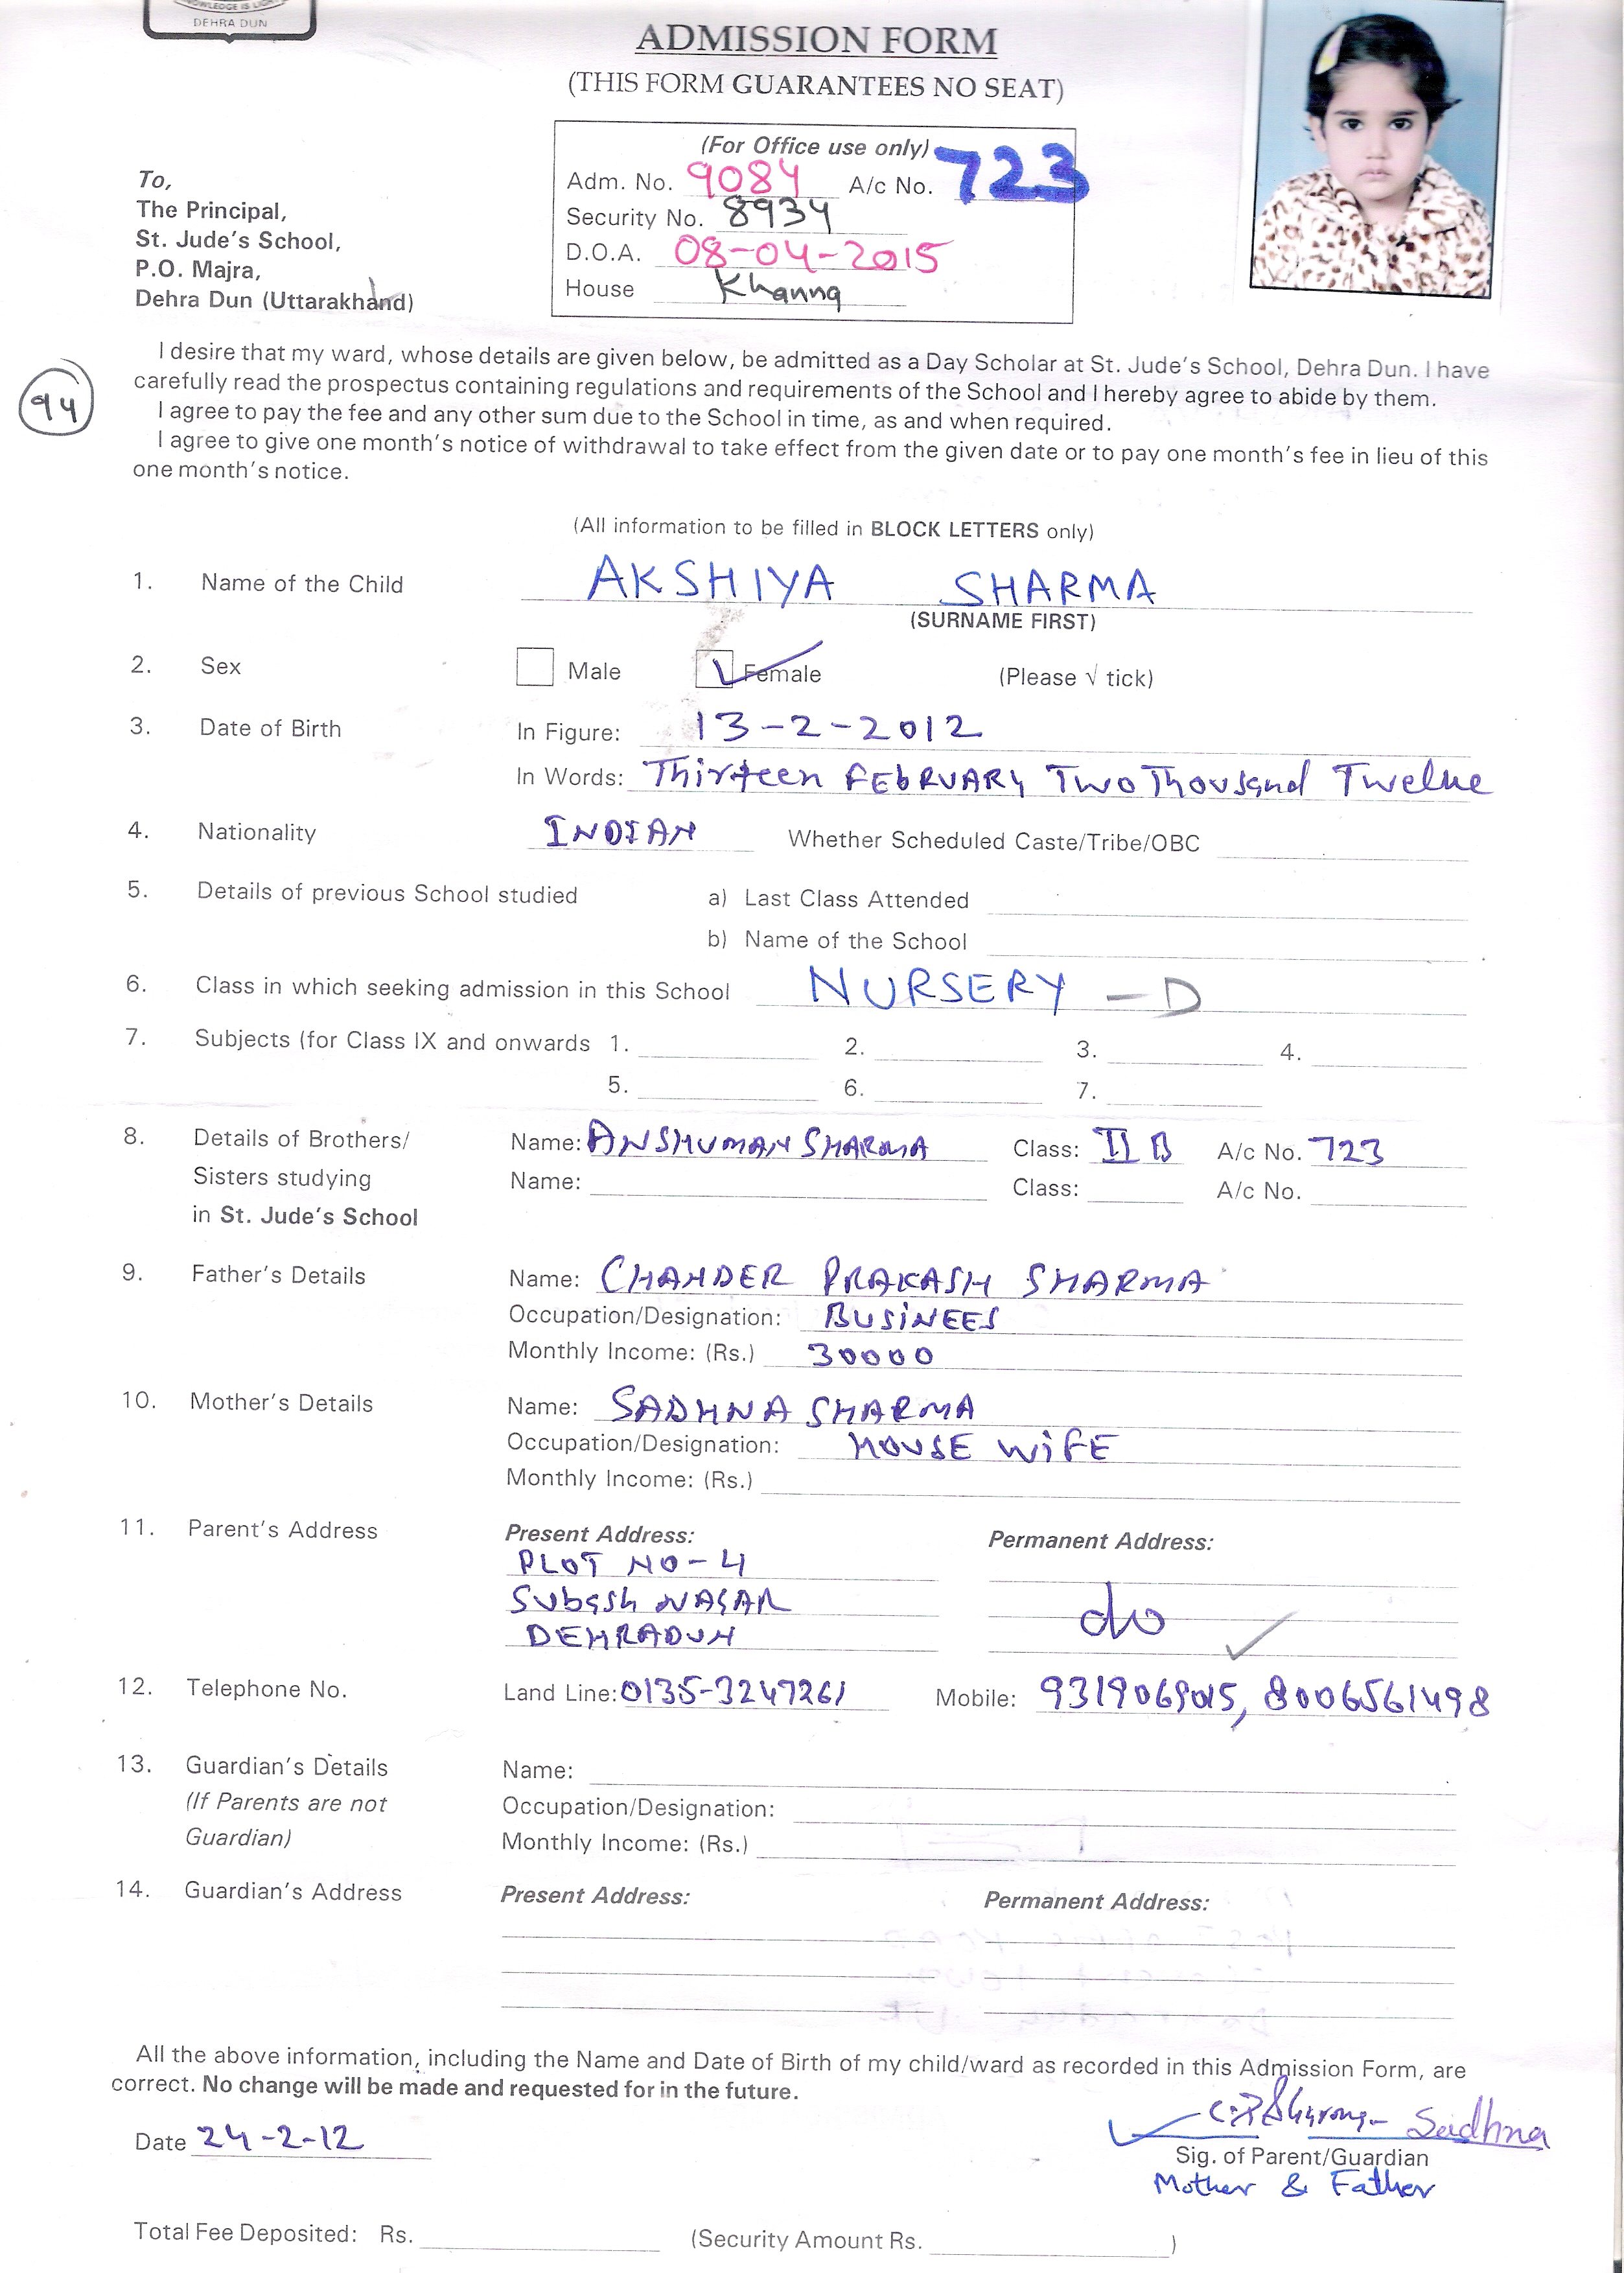 DEHRA DUN
ADMISSION FORM
(THIS FORM GUARANTEES NO SEAT)
(For Office use only)
Adm. No. 9084 A/c No. 723
Security No. 8934
D.O.A. 08-04-2015
House Khanna
To,
The Principal,
St. Jude's School,
P.O. Majra,
Dehra Dun (Uttarakhand)
94
I desire that my ward, whose details are given below, be admitted as a Day Scholar at St. Jude's School, Dehra Dun. I have
carefully read the prospectus containing regulations and requirements of the School and I hereby agree to abide by them.
I agree to pay the fee and any other sum due to the School in time, as and when required.
I agree to give one month's notice of withdrawal to take effect from the given date or to pay one month's fee in lieu of this
one month's notice.
(All information to be filled in BLOCK LETTERS only)
1. Name of the Child AKSHIYA SHARMA
(SURNAME FIRST)
2. Sex Male Female (Please √ tick)
3. Date of Birth In Figure: 13-2-2012
In Words: Thirteen FEbRUARY Two Thousand Twelve
4. Nationality INDIAN Whether Scheduled Caste/Tribe/OBC
5. Details of previous School studied a) Last Class Attended
b) Name of the School
6. Class in which seeking admission in this School NURSERY - D
7. Subjects (for Class IX and onwards 1. 2. 3. 4.
5. 6. 7.
8. Details of Brothers/ Name: ANSHUMAN SHARMA Class: II B A/c No. 723
Sisters studying Name: Class: A/c No.
in St. Jude's School
9. Father's Details Name: CHANDER PRAKASH SHARMA
Occupation/Designation: BUSiNEES
Monthly Income: (Rs.) 30000
10. Mother's Details Name: SADHNA SHARMA
Occupation/Designation: HOUSE WiFE
Monthly Income: (Rs.)
11. Parent's Address Present Address: Permanent Address:
PLOT NO-4
Subash NAGAR do
DEHRADUN
12. Telephone No. Land Line: 0135-3247261 Mobile: 9319069015, 8006561498
13. Guardian's Details Name:
(If Parents are not Occupation/Designation:
Guardian) Monthly Income: (Rs.)
14. Guardian's Address Present Address: Permanent Address:
All the above information, including the Name and Date of Birth of my child/ward as recorded in this Admission Form, are
correct. No change will be made and requested for in the future.
C.P Sharma Sadhna
Date 24-2-12
Sig. of Parent/Guardian
Mother & Father
Total Fee Deposited: Rs. (Security Amount Rs. )